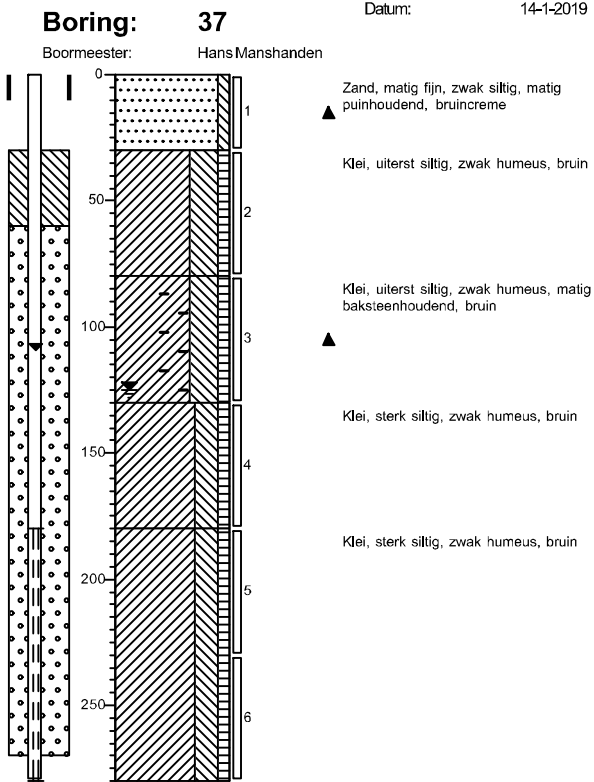 Boring: 37
Datum: 14-1-2019
Boormeester: Hans Manshanden
0
Zand, matig fijn, zwak siltig, matig
puinhoudend, bruincreme
1
Klei, uiterst siltig, zwak humeus, bruin
50
2
Klei, uiterst siltig, zwak humeus, matig
baksteenhoudend, bruin
100
3
Klei, sterk siltig, zwak humeus, bruin
150
4
Klei, sterk siltig, zwak humeus, bruin
200
5
250
6